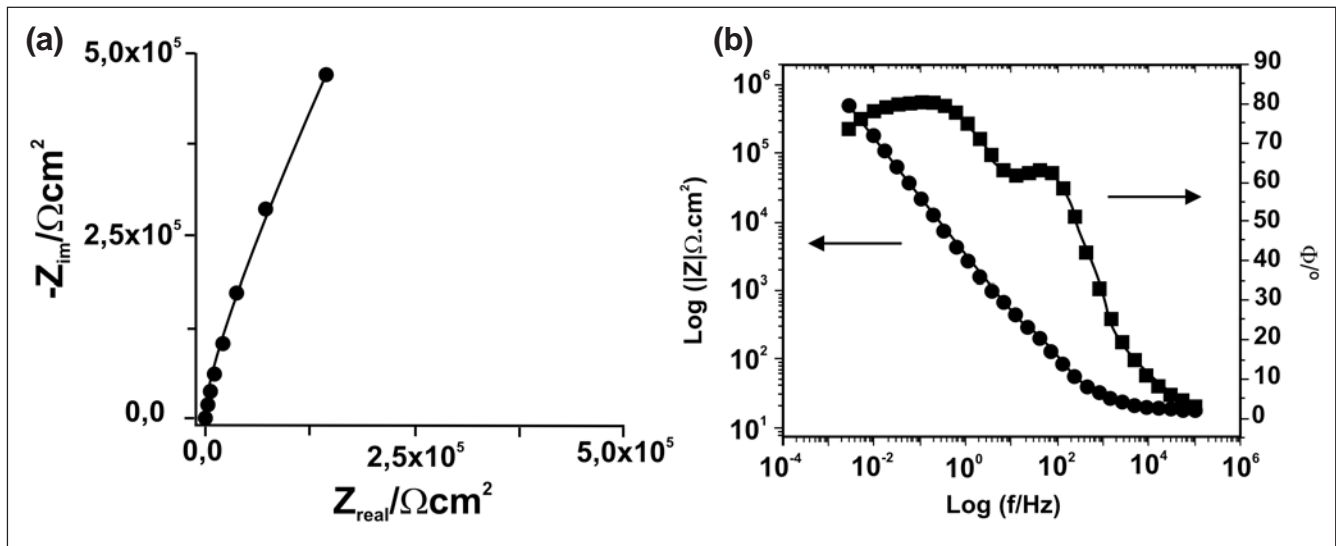 (a)
5,0x10⁵
2,5x10⁵
0,0
-Z_im/Ωcm²
0,0
2,5x10⁵
5,0x10⁵
Z_real/Ωcm²
(b)
10⁶
10⁵
10⁴
10³
10²
10¹
Log (|Z|Ω.cm²)
90
80
70
60
50
40
30
20
10
0
Φ/º
10⁻⁴
10⁻²
10⁰
10²
10⁴
10⁶
Log (f/Hz)